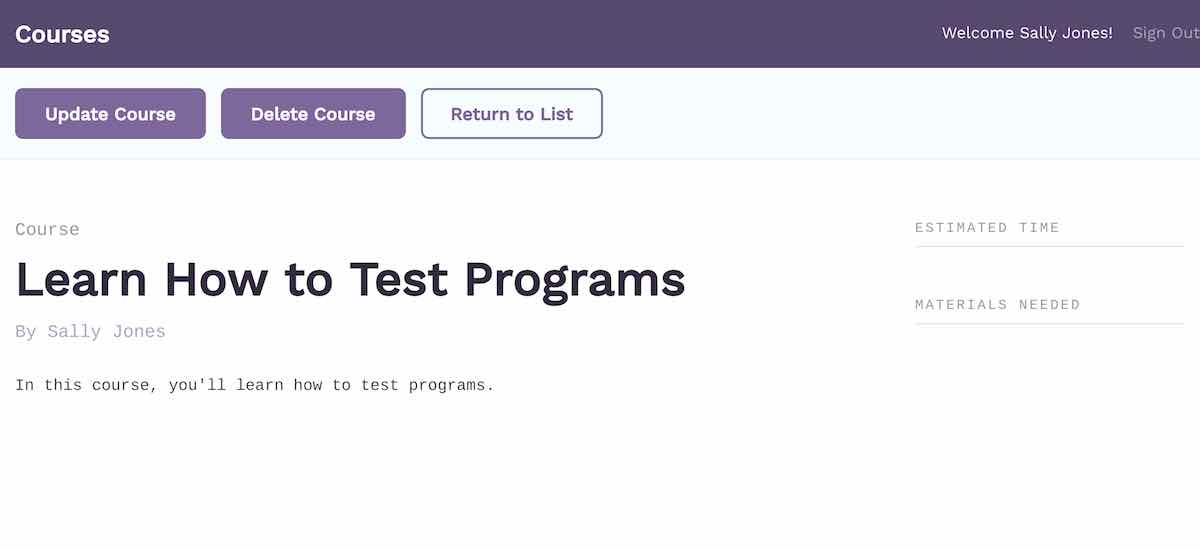 Courses
Welcome Sally Jones! Sign Out
Update Course
Delete Course
Return to List
Course
Learn How to Test Programs
By Sally Jones
In this course, you'll learn how to test programs.
ESTIMATED TIME
MATERIALS NEEDED